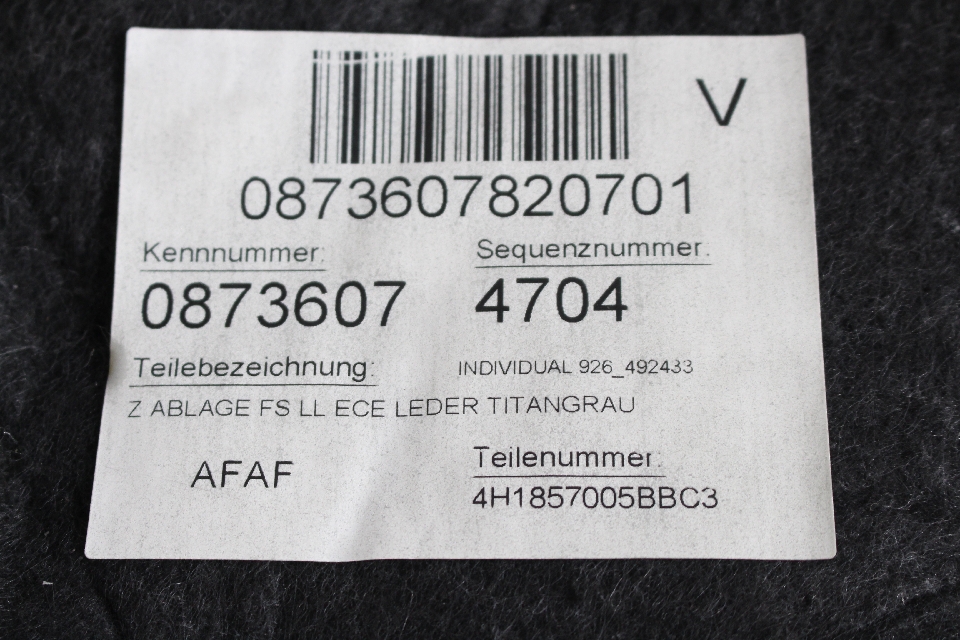 V
0873607820701
Kennnummer:
0873607
Sequenznummer:
4704
Teilebezeichnung:
INDIVIDUAL 926_492433
Z ABLAGE FS LL ECE LEDER TITANGRAU
AFAF
Teilenummer:
4H1857005BBC3